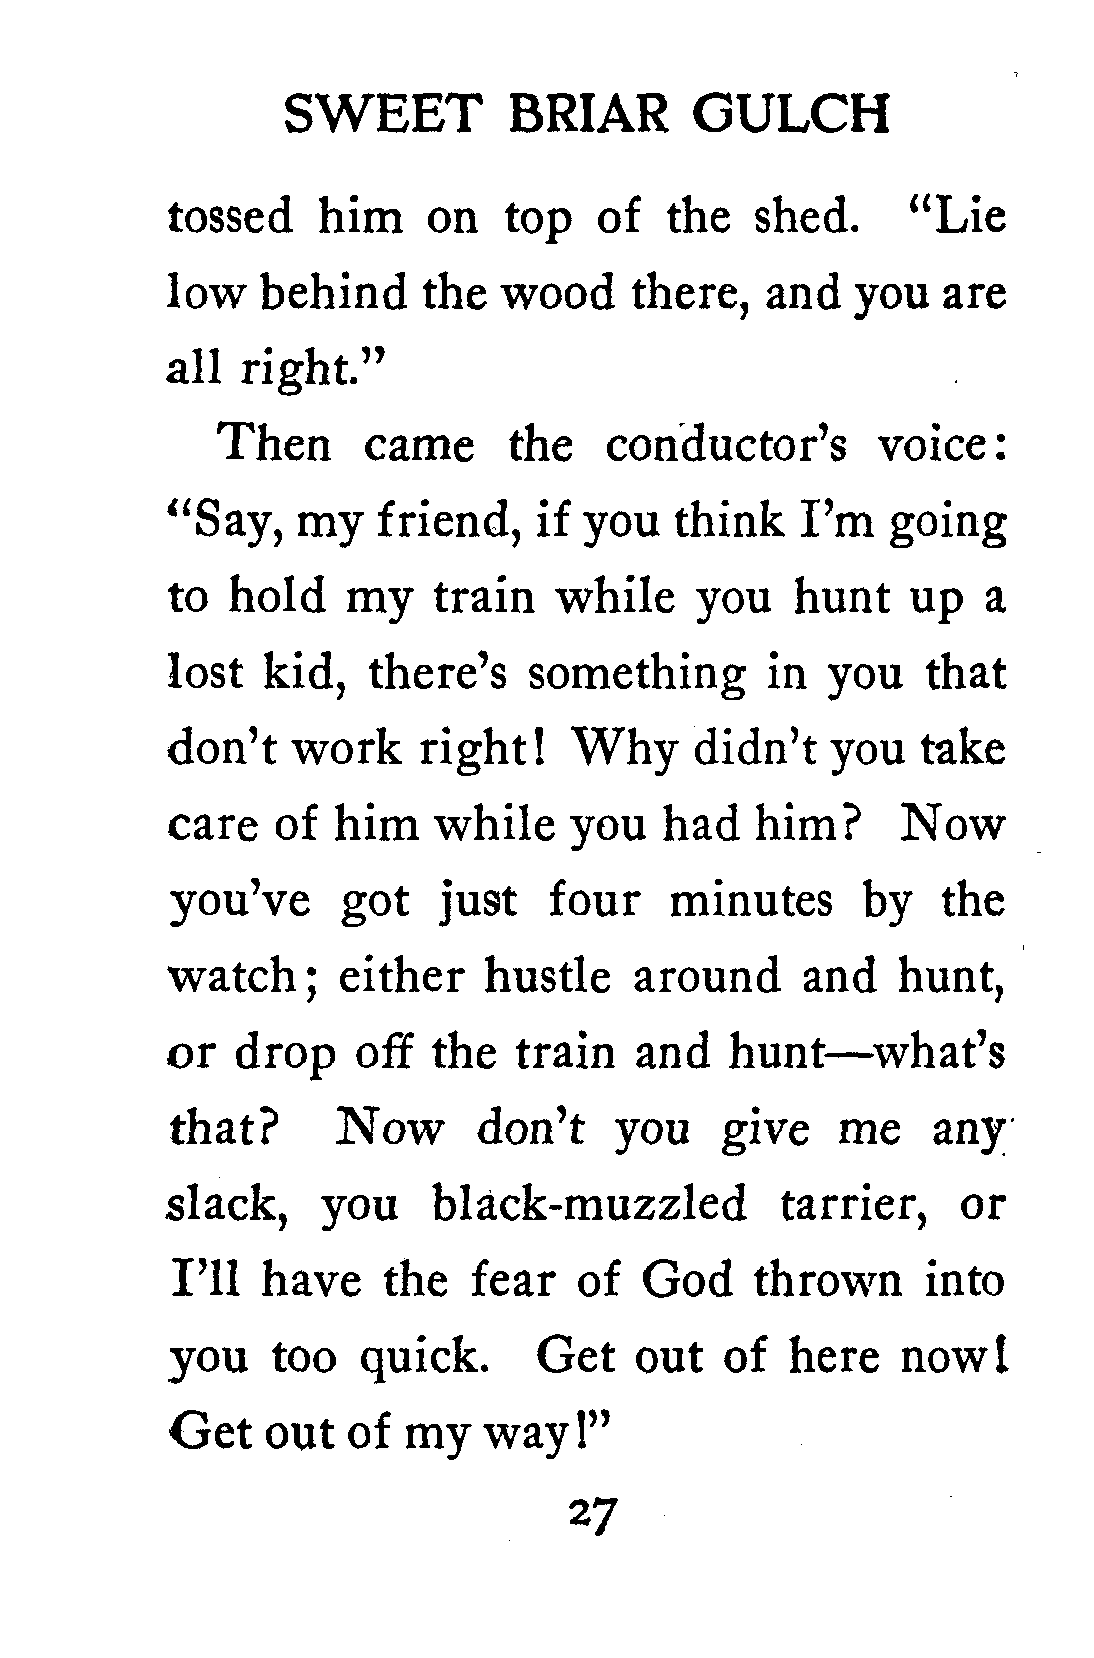 SWEET BRIAR GULCH
tossed him on top of the shed. “Lie
low behind the wood there, and you are
all right.”
Then came the conductor’s voice:
“Say, my friend, if you think I’m going
to hold my train while you hunt up a
lost kid, there’s something in you that
don’t work right! Why didn’t you take
care of him while you had him? Now
you’ve got just four minutes by the
watch; either hustle around and hunt,
or drop off the train and hunt—what’s
that? Now don’t you give me any
slack, you black-muzzled tarrier, or
I’ll have the fear of God thrown into
you too quick. Get out of here now!
Get out of my way!”
27